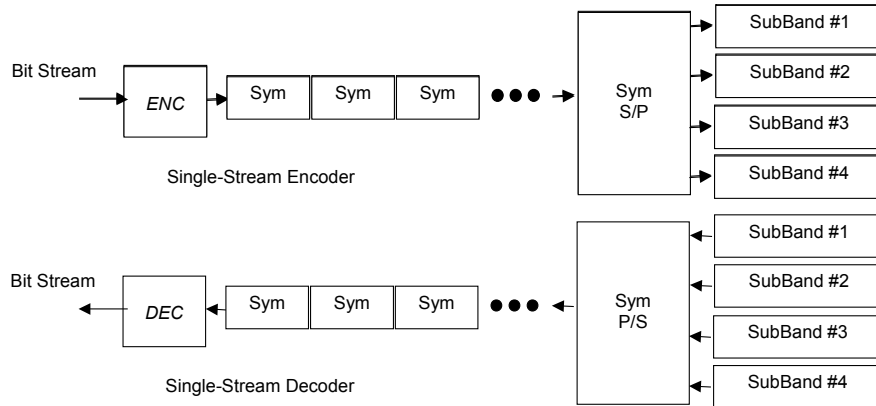 SubBand #1
Bit Stream
SubBand #2
ENC
Sym
Sym
Sym
Sym
S/P
SubBand #3
Single-Stream Encoder
SubBand #4
SubBand #1
Bit Stream
SubBand #2
DEC
Sym
Sym
Sym
Sym
P/S
SubBand #3
Single-Stream Decoder
SubBand #4